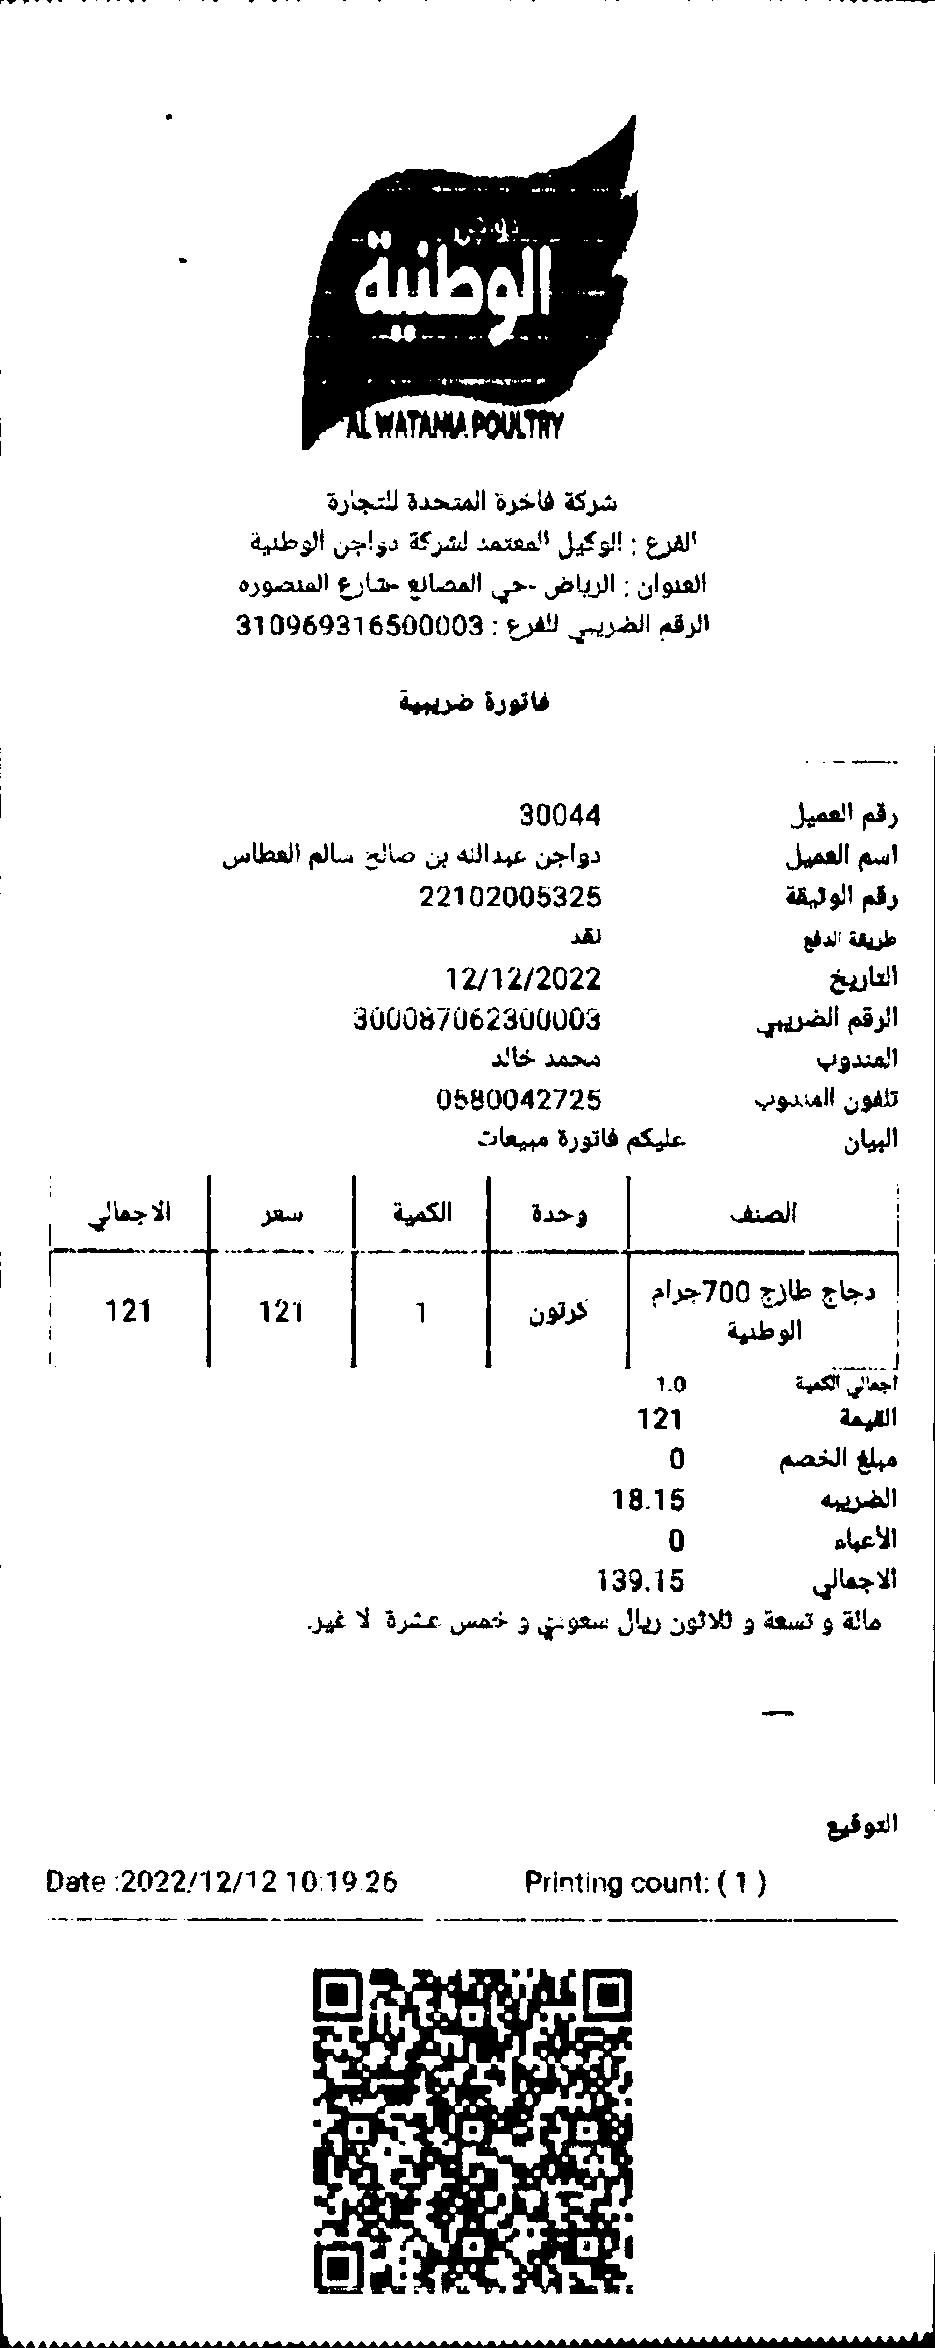 دواجن
الوطنية
AL WATANIA POULTRY
شركة فاخرة المتحدة للتجارة
الفرع : الوكيل المعتمد لشركة دواجن الوطنية
العنوان : الرياض -حي المصانع -شارع المنصوره
الرقم الضريبي للفرع : 310969316500003
فاتورة ضريبية
رقم العميل 30044
اسم العميل دواجن عبدالله بن صالح سالم العطاس
رقم الوثيقة 22102005325
طريقة الدفع نقد
التاريخ 12/12/2022
الرقم الضريبي 300087062300003
المندوب محمد خالد
تلفون المندوب 0580042725
البيان عليكم فاتورة مبيعات
الصنف وحدة الكمية سعر الاجمالي
دجاج طازج 700جرام الوطنية كرتون 1 121 121
اجمالي الكمية 1.0
القيمة 121
مبلغ الخصم 0
الضريبه 18.15
الأعباء 0
الاجمالي 139.15
مائة و تسعة و ثلاثون ريال سعودي و خمس عشرة لا غير.
التوقيع
Date :2022/12/12 10:19:26 Printing count: ( 1 )